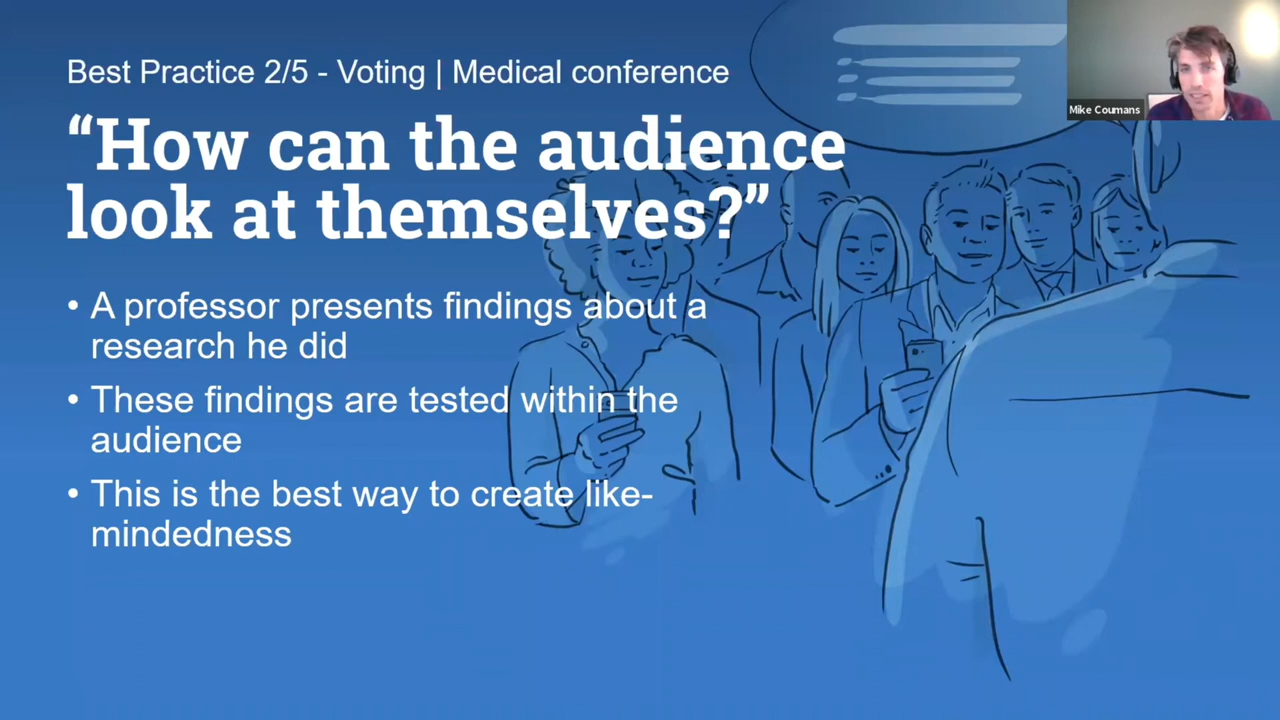 Best Practice 2/5 - Voting | Medical conference
“How can the audience
look at themselves?”
• A professor presents findings about a
research he did
• These findings are tested within the
audience
• This is the best way to create like-
mindedness
Mike Coumans